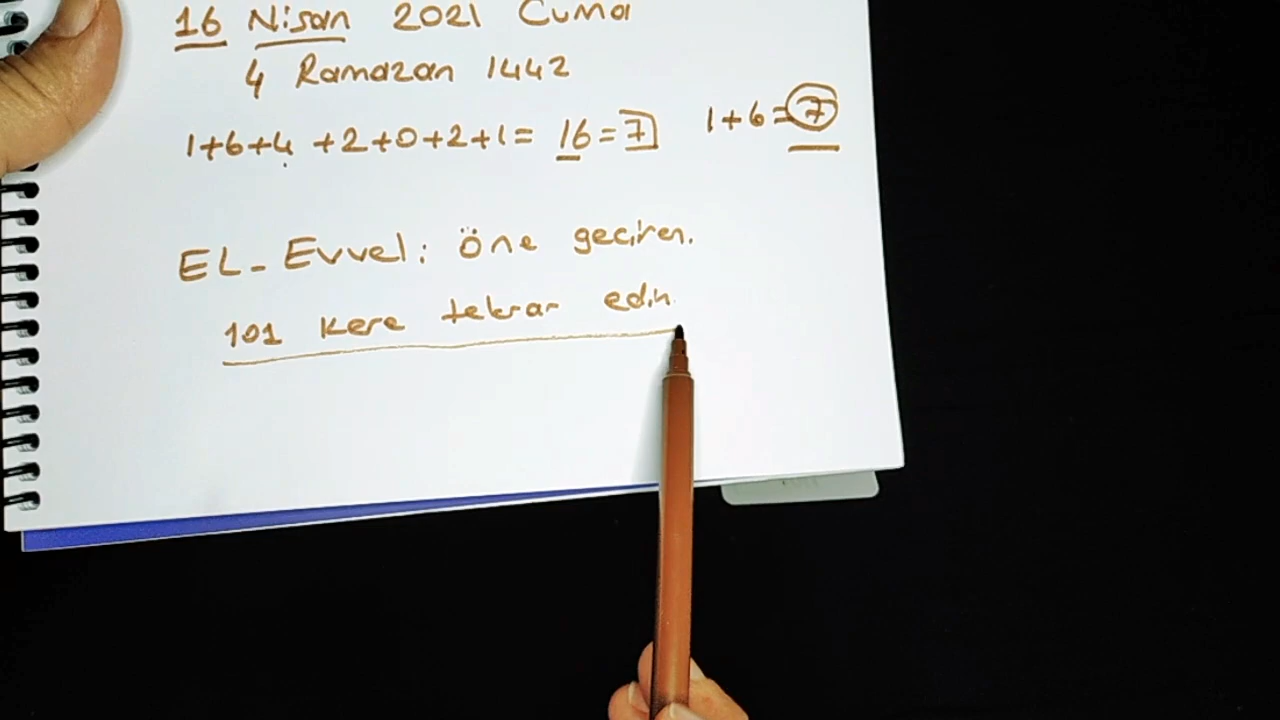 16 Nisan 2021 Cuma
4 Ramazan 1442
1+6+4+2+0+2+1= 16=7 1+6=7
EL-Evvel: öne geciren.
101 kere tekrar edin.